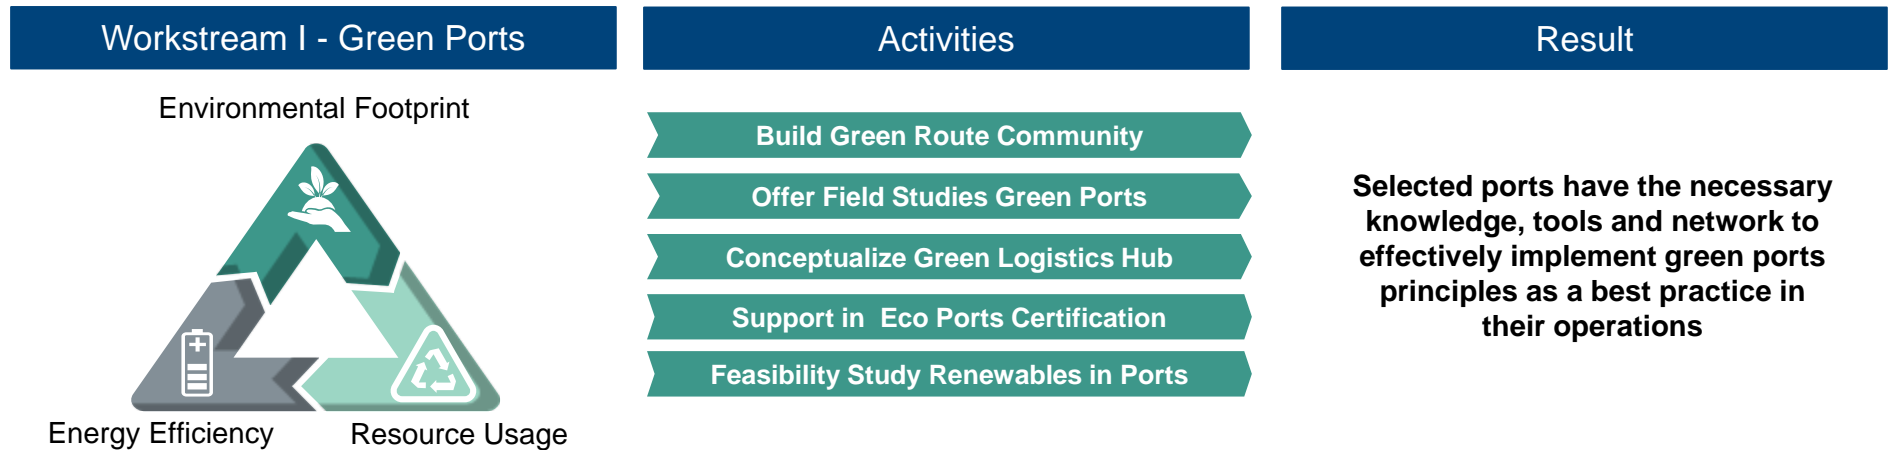 Workstream I - Green Ports
Environmental Footprint
Energy Efficiency
Resource Usage
Activities
Build Green Route Community
Offer Field Studies Green Ports
Conceptualize Green Logistics Hub
Support in  Eco Ports Certification
Feasibility Study Renewables in Ports
Result
Selected ports have the necessary
knowledge, tools and network to
effectively implement green ports
principles as a best practice in
their operations